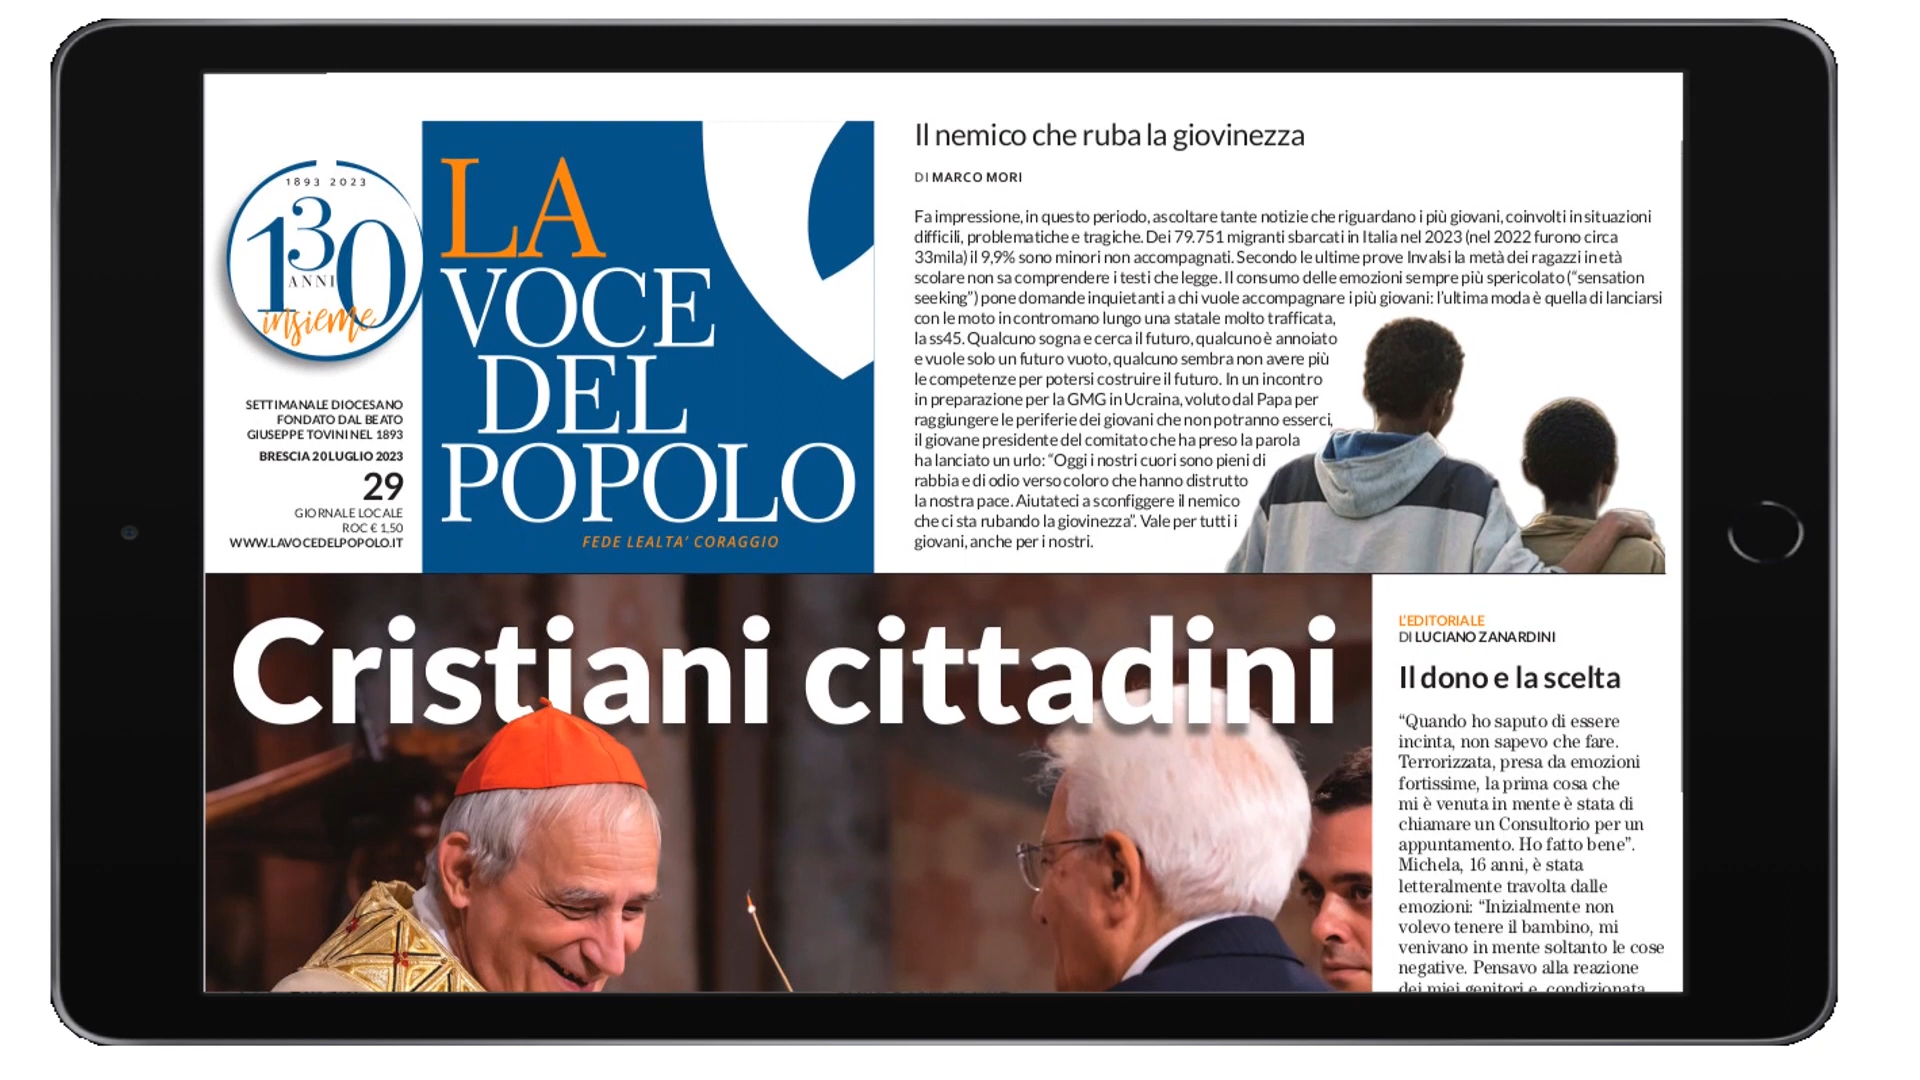 1893 2023
130
ANNI
insieme
SETTIMANALE DIOCESANO
FONDATO DAL BEATO
GIUSEPPE TOVINI NEL 1893
BRESCIA 20 LUGLIO 2023
29
GIORNALE LOCALE
ROC € 1,50
WWW.LAVOCEDELPOPOLO.IT
LA
VOCE
DEL
POPOLO
FEDE LEALTA' CORAGGIO
Il nemico che ruba la giovinezza
DI MARCO MORI
Fa impressione, in questo periodo, ascoltare tante notizie che riguardano i più giovani, coinvolti in situazioni
difficili, problematiche e tragiche. Dei 79.751 migranti sbarcati in Italia nel 2023 (nel 2022 furono circa
33mila) il 9,9% sono minori non accompagnati. Secondo le ultime prove Invalsi la metà dei ragazzi in età
scolare non sa comprendere i testi che legge. Il consumo delle emozioni sempre più spericolato (“sensation
seeking”) pone domande inquietanti a chi vuole accompagnare i più giovani: l’ultima moda è quella di lanciarsi
con le moto in contromano lungo una statale molto trafficata,
la ss45. Qualcuno sogna e cerca il futuro, qualcuno è annoiato
e vuole solo un futuro vuoto, qualcuno sembra non avere più
le competenze per potersi costruire il futuro. In un incontro
in preparazione per la GMG in Ucraina, voluto dal Papa per
raggiungere le periferie dei giovani che non potranno esserci,
il giovane presidente del comitato che ha preso la parola
ha lanciato un urlo: “Oggi i nostri cuori sono pieni di
rabbia e di odio verso coloro che hanno distrutto
la nostra pace. Aiutateci a sconfiggere il nemico
che ci sta rubando la giovinezza”. Vale per tutti i
giovani, anche per i nostri.
Cristiani cittadini
L’EDITORIALE
DI LUCIANO ZANARDINI
Il dono e la scelta
“Quando ho saputo di essere
incinta, non sapevo che fare.
Terrorizzata, presa da emozioni
fortissime, la prima cosa che
mi è venuta in mente è stata di
chiamare un Consultorio per un
appuntamento. Ho fatto bene”.
Michela, 16 anni, è stata
letteralmente travolta dalle
emozioni: “Inizialmente non
volevo tenere il bambino, mi
venivano in mente soltanto le cose
negative. Pensavo alla reazione
dei miei genitori e, condizionata